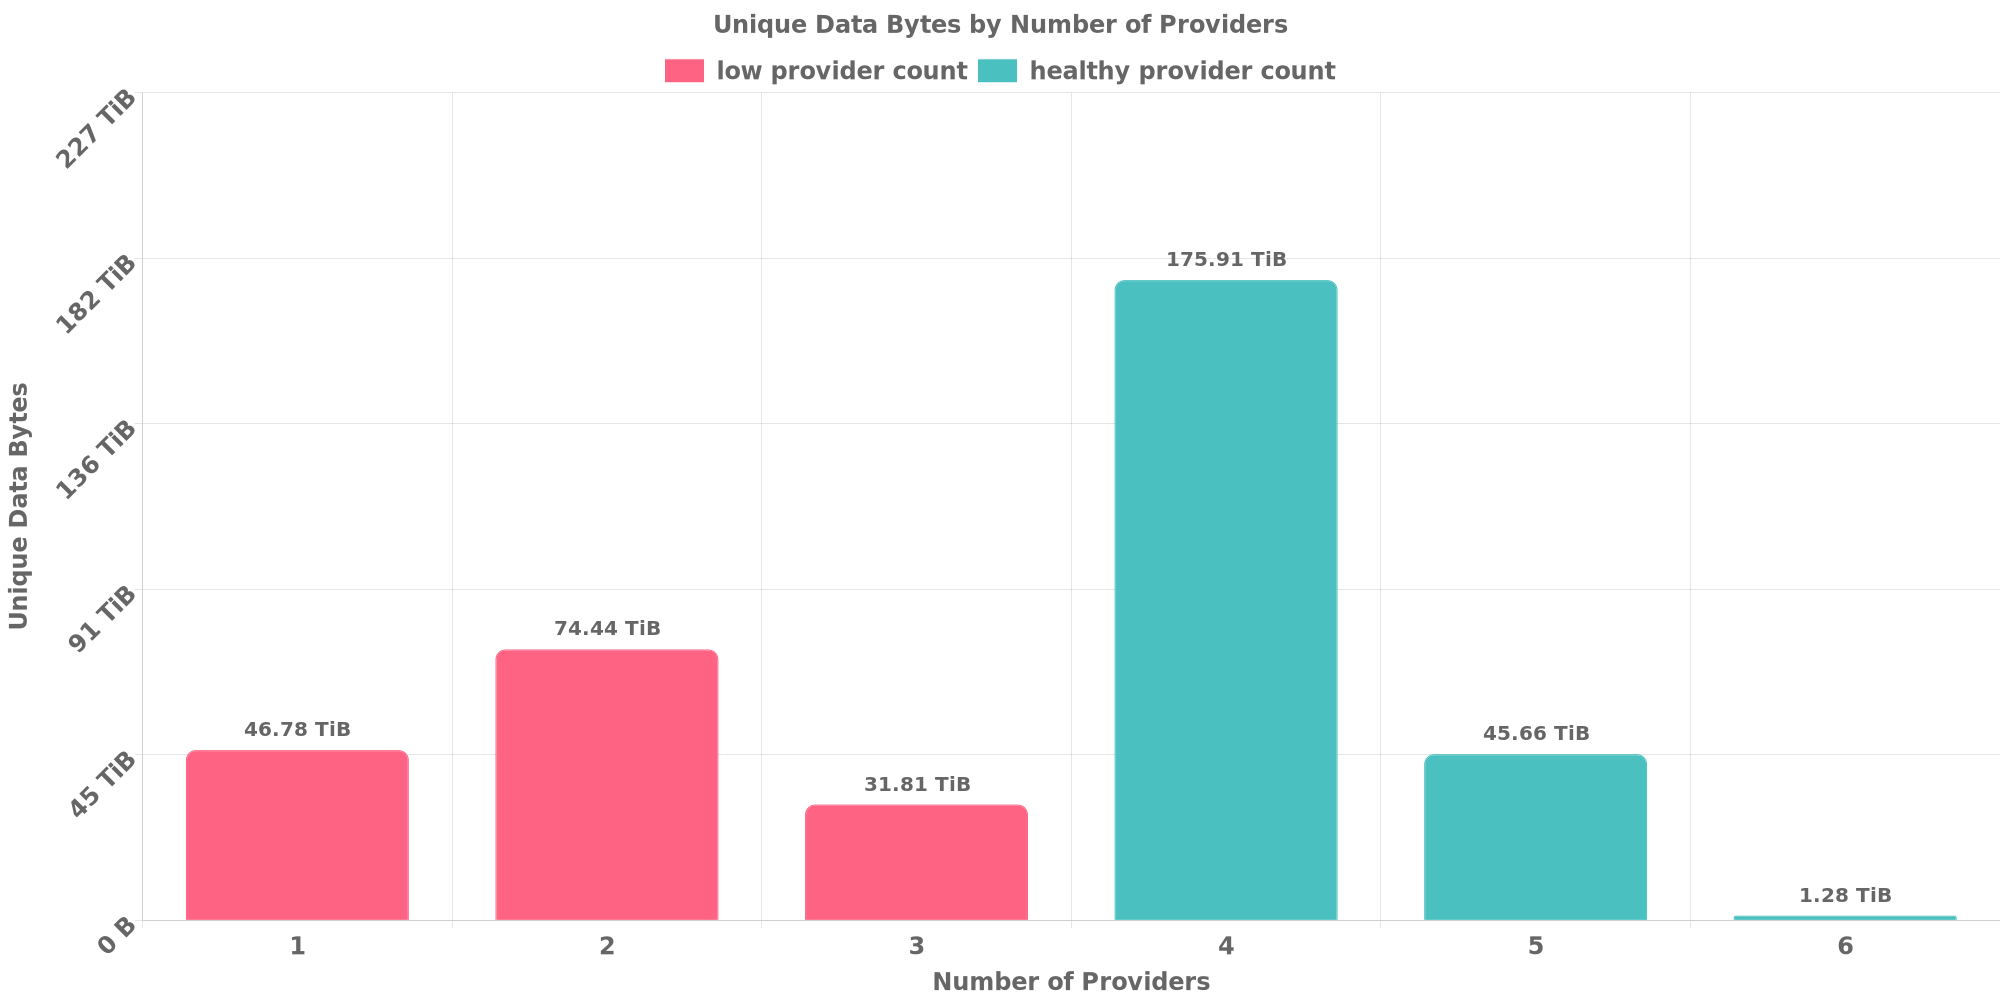 Unique Data Bytes by Number of Providers
low provider count healthy provider count
227 TiB
182 TiB
136 TiB
91 TiB
45 TiB
0 B
Unique Data Bytes
46.78 TiB
74.44 TiB
31.81 TiB
175.91 TiB
45.66 TiB
1.28 TiB
1 2 3 4 5 6
Number of Providers